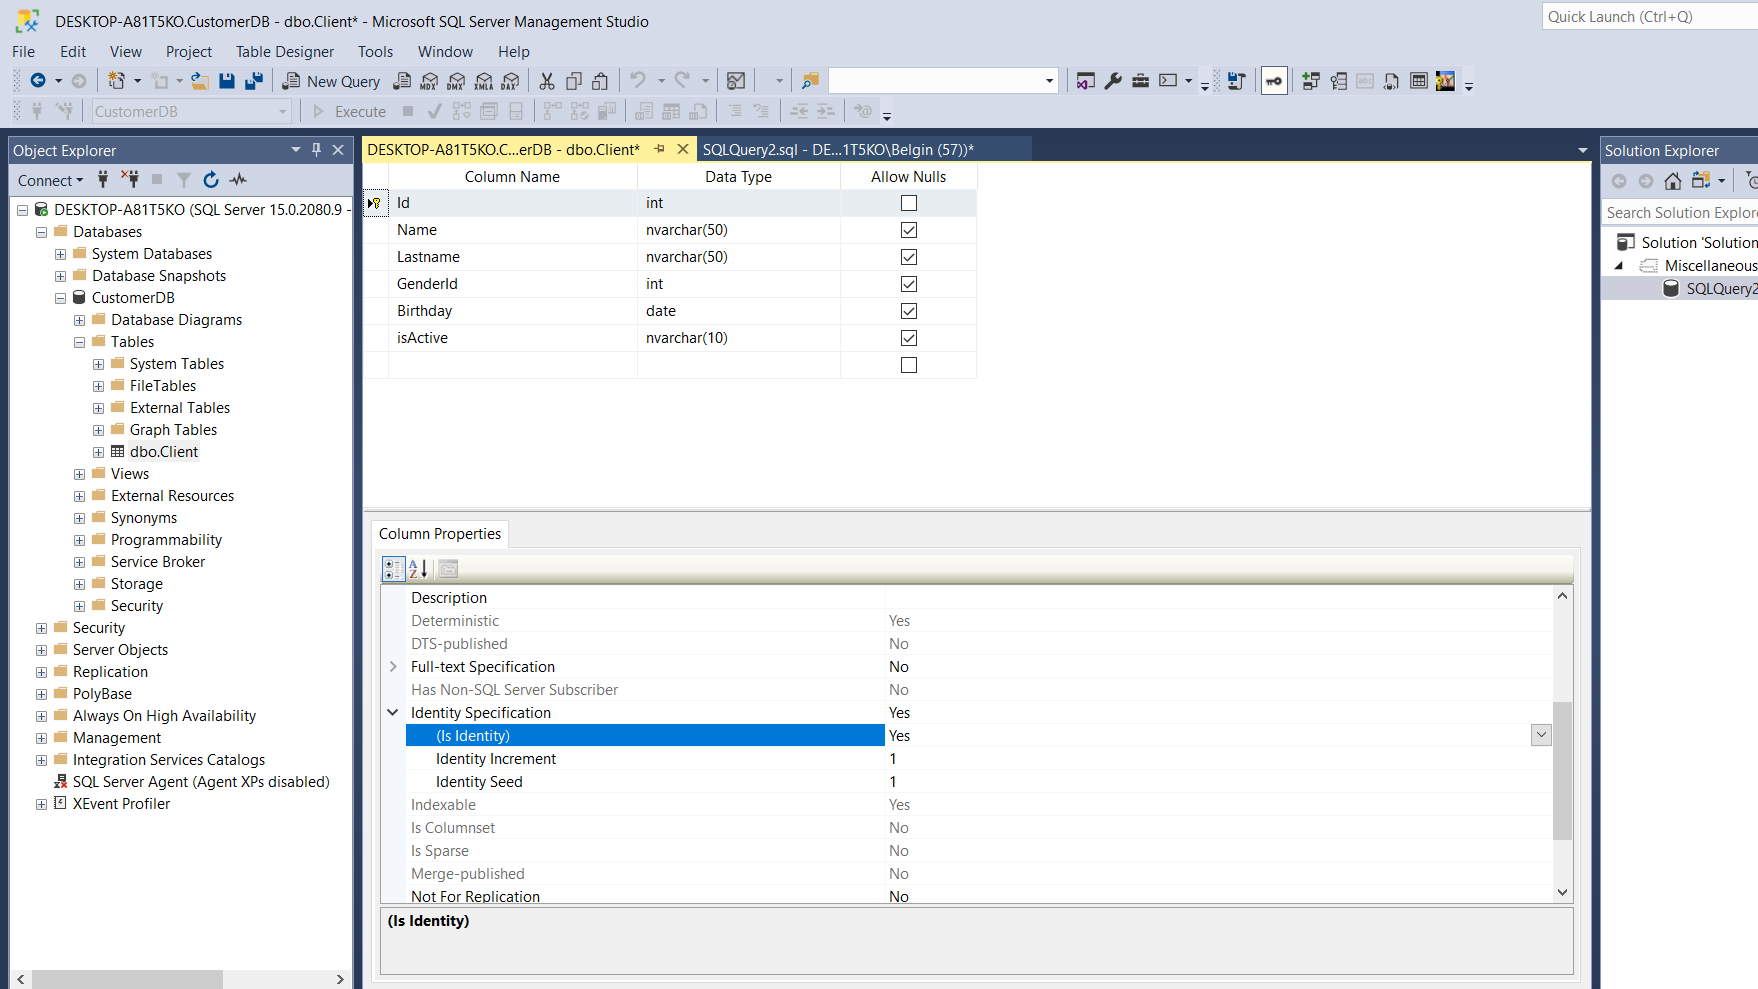 DESKTOP-A81T5KO.CustomerDB - dbo.Client* - Microsoft SQL Server Management Studio
Quick Launch (Ctrl+Q)
File Edit View Project Table Designer Tools Window Help
New Query
MDX DMX XMLA DAX
CustomerDB
Execute
Object Explorer
Connect
DESKTOP-A81T5KO (SQL Server 15.0.2080.9 -
Databases
System Databases
Database Snapshots
CustomerDB
Database Diagrams
Tables
System Tables
FileTables
External Tables
Graph Tables
dbo.Client
Views
External Resources
Synonyms
Programmability
Service Broker
Storage
Security
Security
Server Objects
Replication
PolyBase
Always On High Availability
Management
Integration Services Catalogs
SQL Server Agent (Agent XPs disabled)
XEvent Profiler
DESKTOP-A81T5KO.C...erDB - dbo.Client*
SQLQuery2.sql - DE...1T5KO\Belgin (57))*
Column Name Data Type Allow Nulls
Id int
Name nvarchar(50)
Lastname nvarchar(50)
GenderId int
Birthday date
isActive nvarchar(10)
Column Properties
Description
Deterministic Yes
DTS-published No
Full-text Specification No
Has Non-SQL Server Subscriber No
Identity Specification Yes
(Is Identity) Yes
Identity Increment 1
Identity Seed 1
Indexable Yes
Is Columnset No
Is Sparse No
Merge-published No
Not For Replication No
(Is Identity)
Solution Explorer
Search Solution Explore
Solution 'Solution
Miscellaneous
SQLQuery2